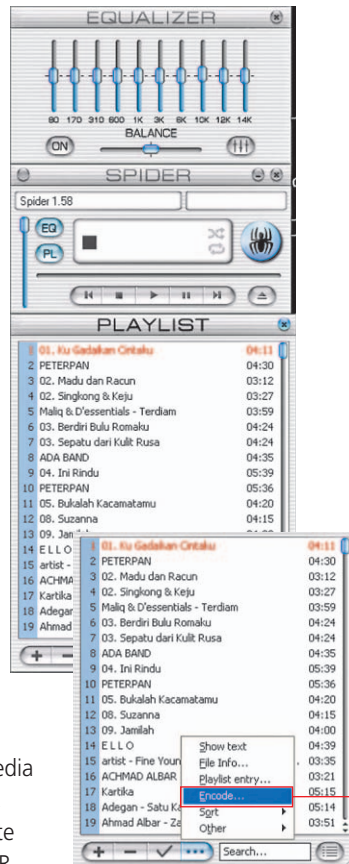 EQUALIZER
80 170 310 600 1K 3K 6K 10K 12K 14K
BALANCE
ON
SPIDER
Spider 1.58
EQ
PL
PLAYLIST
1 01. Ku Gadaikan Cintaku 04:11
2 PETERPAN 04:30
3 02. Madu dan Racun 03:12
4 02. Singkong & Keju 03:27
5 Maliq & D'essentials - Terdiam 03:59
6 03. Berdiri Bulu Romaku 04:24
7 03. Sepatu dari Kulit Rusa 04:24
8 ADA BAND 04:35
9 04. Ini Rindu 05:39
10 PETERPAN 05:36
11 05. Bukalah Kacamatamu 04:20
12 08. Suzanna 04:15
13 09. Jam
14 E L L O
15 artist -
16 ACHMA
17 Kartika
18 Adegar
19 Ahmad
1 01. Ku Gadaikan Cintaku 04:11
2 PETERPAN 04:30
3 02. Madu dan Racun 03:12
4 02. Singkong & Keju 03:27
5 Maliq & D'essentials - Terdiam 03:59
6 03. Berdiri Bulu Romaku 04:24
7 03. Sepatu dari Kulit Rusa 04:24
8 ADA BAND 04:35
9 04. Ini Rindu 05:39
10 PETERPAN 05:36
11 05. Bukalah Kacamatamu 04:20
12 08. Suzanna 04:15
13 09. Jamilah 04:00
14 E L L O 04:39
15 artist - Fine Youn . 03:35
16 ACHMAD ALBAR 03:21
17 Kartika 05:15
18 Adegan - Satu Ka 05:14
19 Ahmad Albar - Za 03:51
Show text
File Info...
Playlist entry...
Encode...
Sort
Other
Search...
edia
te